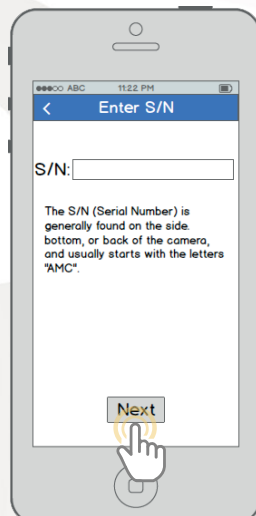 ABC 11:22 PM
Enter S/N
S/N:
The S/N (Serial Number) is
generally found on the side.
bottom, or back of the camera,
and usually starts with the letters
"AMC".
Next